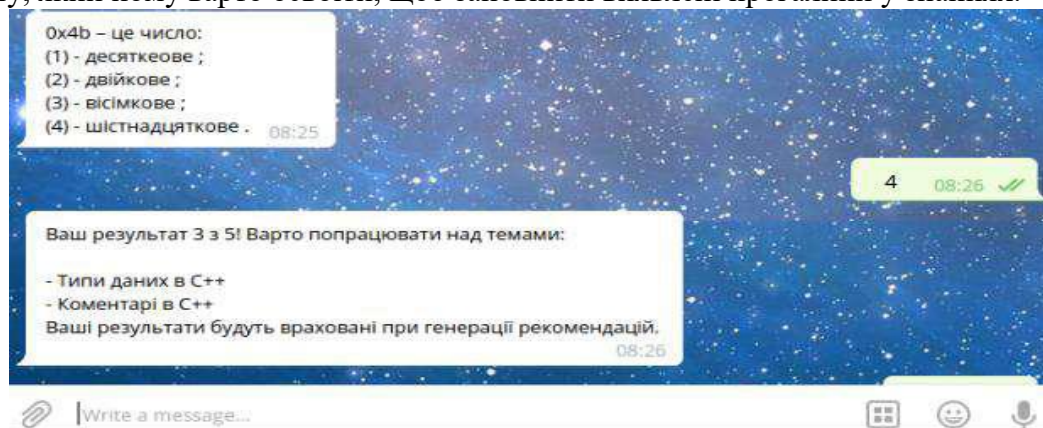 0x4b – це число:
(1) - десяткеове ;
(2) - двійкове ;
(3) - вісімкове ;
(4) - шістнадцяткове .
08:25
4 08:26
Ваш результат 3 з 5! Варто попрацювати над темами:
- Типи даних в С++
- Коментарі в С++
Ваші результати будуть враховані при генерації рекомендацій.
08:26
Write a message...